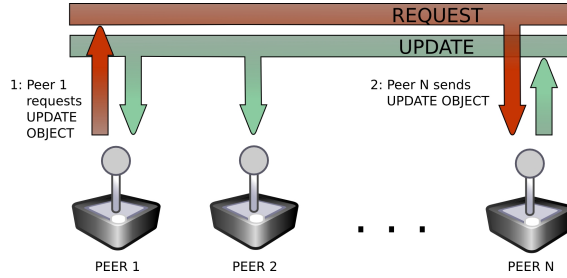 REQUEST
UPDATE
1: Peer 1
requests
UPDATE
OBJECT
2: Peer N sends
UPDATE OBJECT
. . .
PEER 1
PEER 2
PEER N